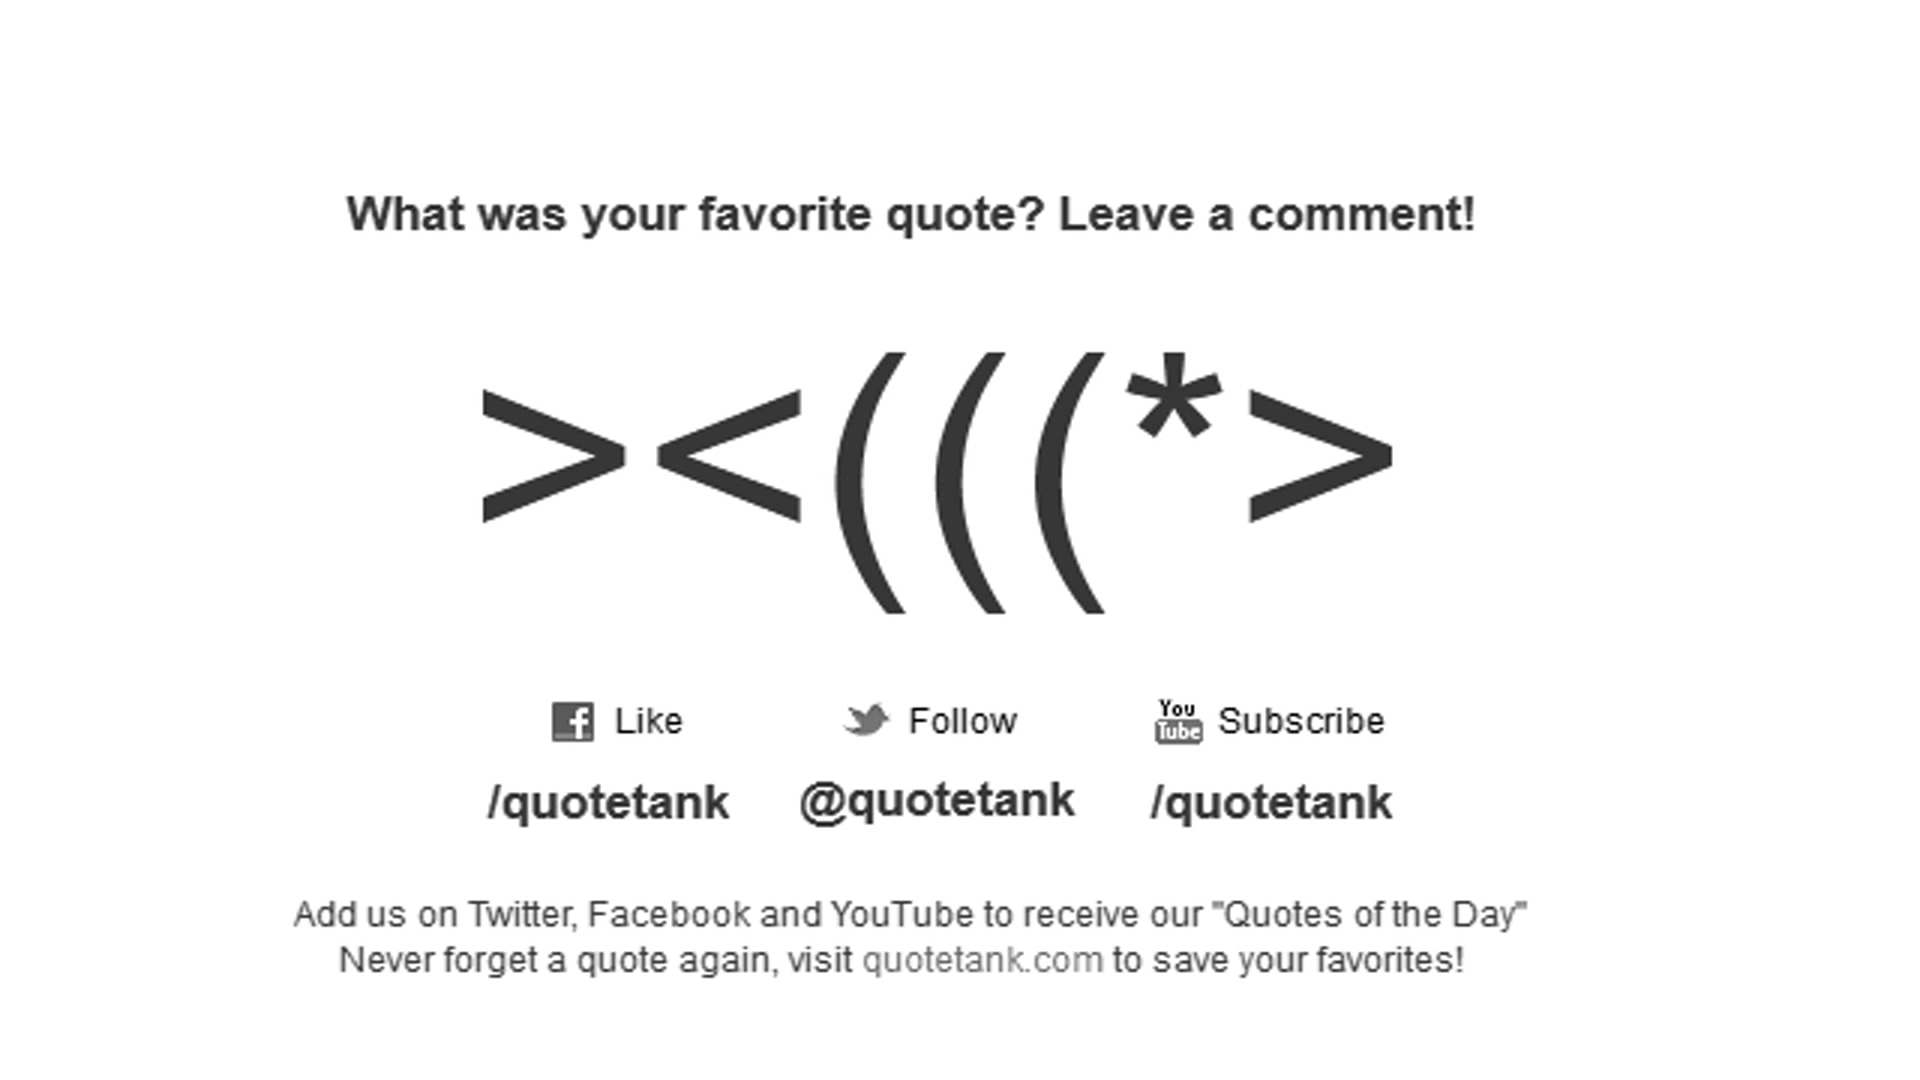 What was your favorite quote? Leave a comment!
><(((*>
f Like Follow You Tube Subscribe
/quotetank @quotetank /quotetank
Add us on Twitter, Facebook and YouTube to receive our "Quotes of the Day"
Never forget a quote again, visit quotetank.com to save your favorites!